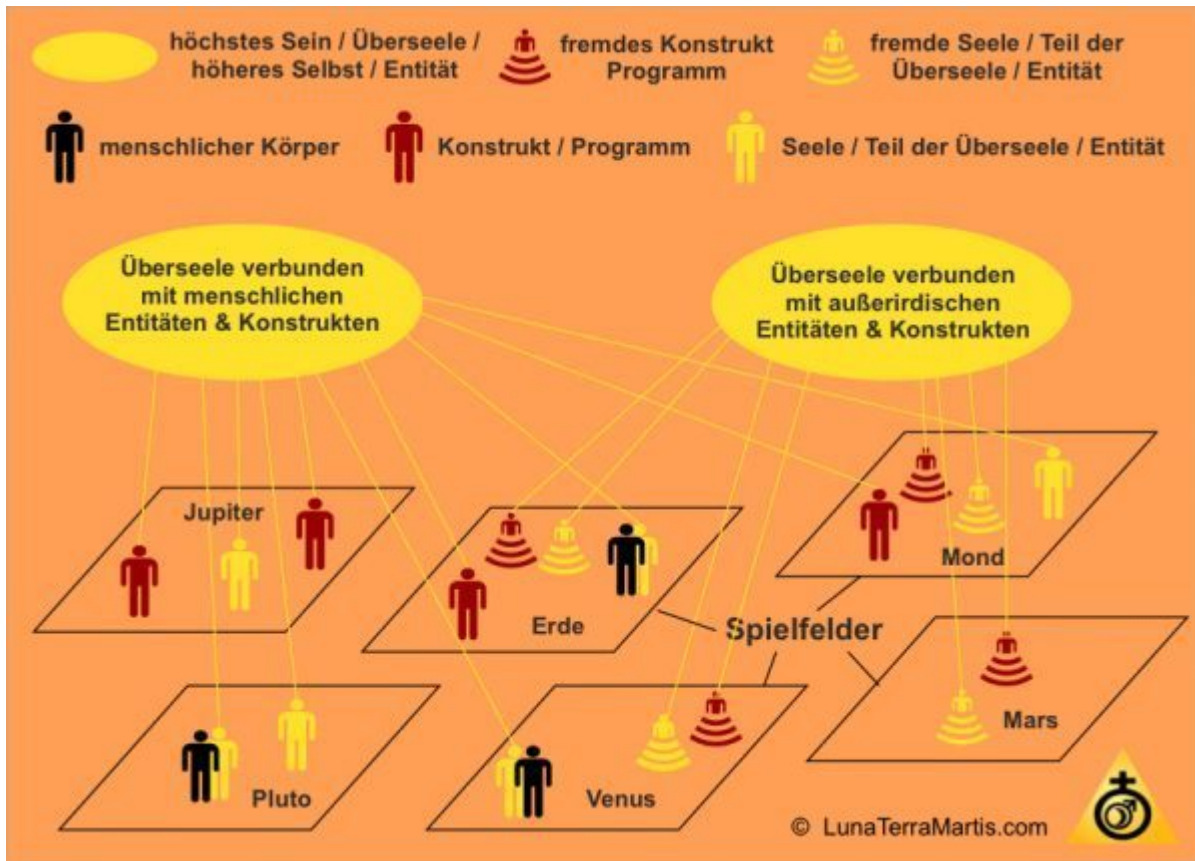 höchstes Sein / Überseele /
höheres Selbst / Entität
fremdes Konstrukt
Programm
fremde Seele / Teil der
Überseele / Entität
menschlicher Körper
Konstrukt / Programm
Seele / Teil der Überseele / Entität
Überseele verbunden
mit menschlichen
Entitäten & Konstrukten
Überseele verbunden
mit außerirdischen
Entitäten & Konstrukten
Jupiter
Erde
Mond
Spielfelder
Pluto
Venus
Mars
© LunaTerraMartis.com